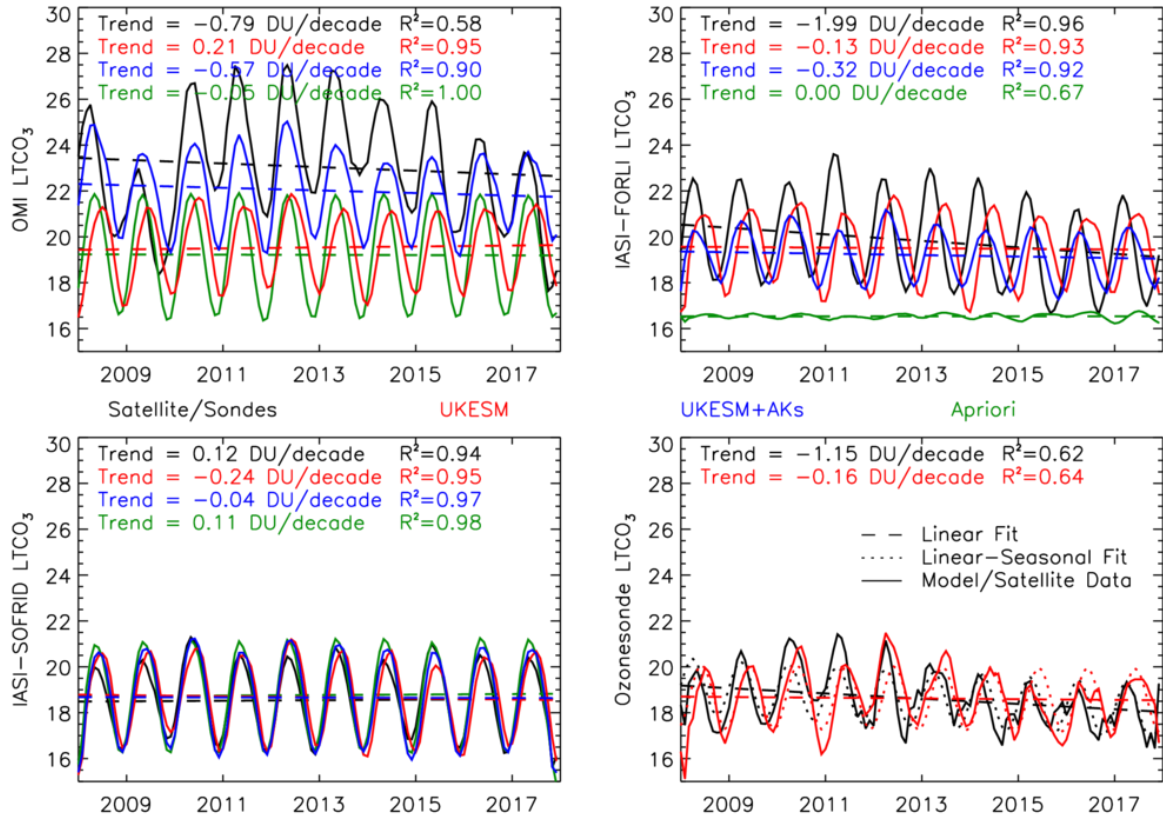 Trend = −0.79 DU/decade R²=0.58
Trend = 0.21 DU/decade R²=0.95
Trend = −0.57 DU/decade R²=0.90
Trend = −0.05 DU/decade R²=1.00
OMI LTCO₃
30
28
26
24
22
20
18
16
2009 2011 2013 2015 2017
Trend = −1.99 DU/decade R²=0.96
Trend = −0.13 DU/decade R²=0.93
Trend = −0.32 DU/decade R²=0.92
Trend = 0.00 DU/decade R²=0.67
IASI−FORLI LTCO₃
30
28
26
24
22
20
18
16
2009 2011 2013 2015 2017
Satellite/Sondes UKESM UKESM+AKs Apriori
Trend = 0.12 DU/decade R²=0.94
Trend = −0.24 DU/decade R²=0.95
Trend = −0.04 DU/decade R²=0.97
Trend = 0.11 DU/decade R²=0.98
IASI−SOFRID LTCO₃
30
28
26
24
22
20
18
16
2009 2011 2013 2015 2017
Trend = −1.15 DU/decade R²=0.62
Trend = −0.16 DU/decade R²=0.64
Linear Fit
Linear−Seasonal Fit
Model/Satellite Data
Ozonesonde LTCO₃
30
28
26
24
22
20
18
16
2009 2011 2013 2015 2017